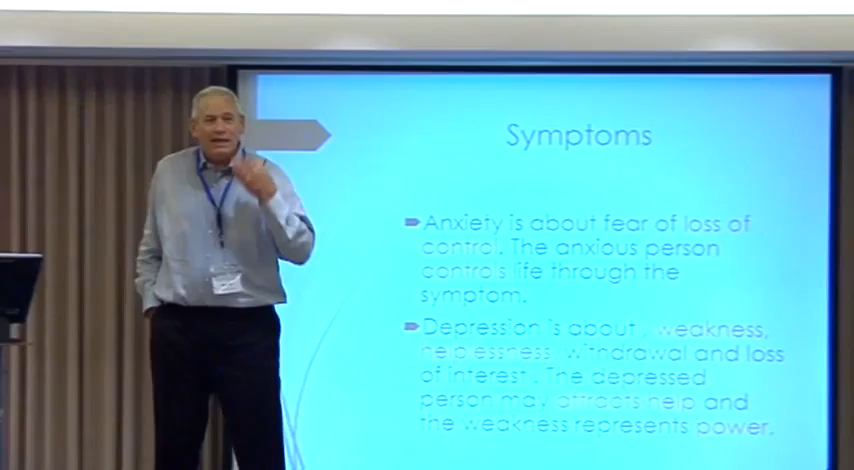 Symptoms
Anxiety is about fear of loss of
control. The anxious person
controls life through the
symptom.
Depression is about , weakness,
helplessness withdrawal and loss
of interest . The depressed
person may attracts help and
the weakness represents power.